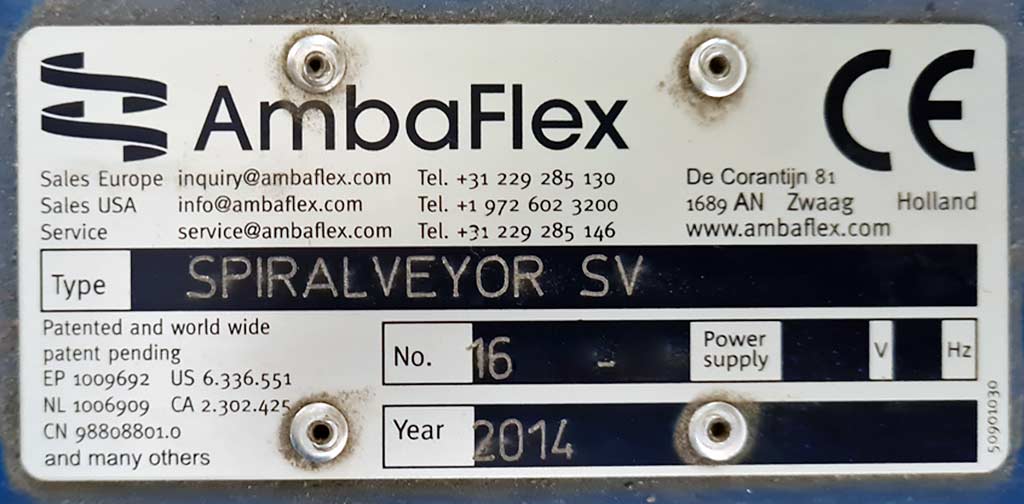 AmbaFlex CE
Sales Europe inquiry@ambaflex.com Tel. +31 229 285 130 De Corantijn 81
Sales USA info@ambaflex.com Tel. +1 972 602 3200 1689 AN Zwaag Holland
Service service@ambaflex.com Tel. +31 229 285 146 www.ambaflex.com
Type SPIRALVEYOR SV
Patented and world wide
patent pending
EP 1009692 US 6.336.551
NL 1006909 CA 2.302.425
CN 98808801.0
and many others
No. 16 - Power supply V Hz
Year 2014
50901030